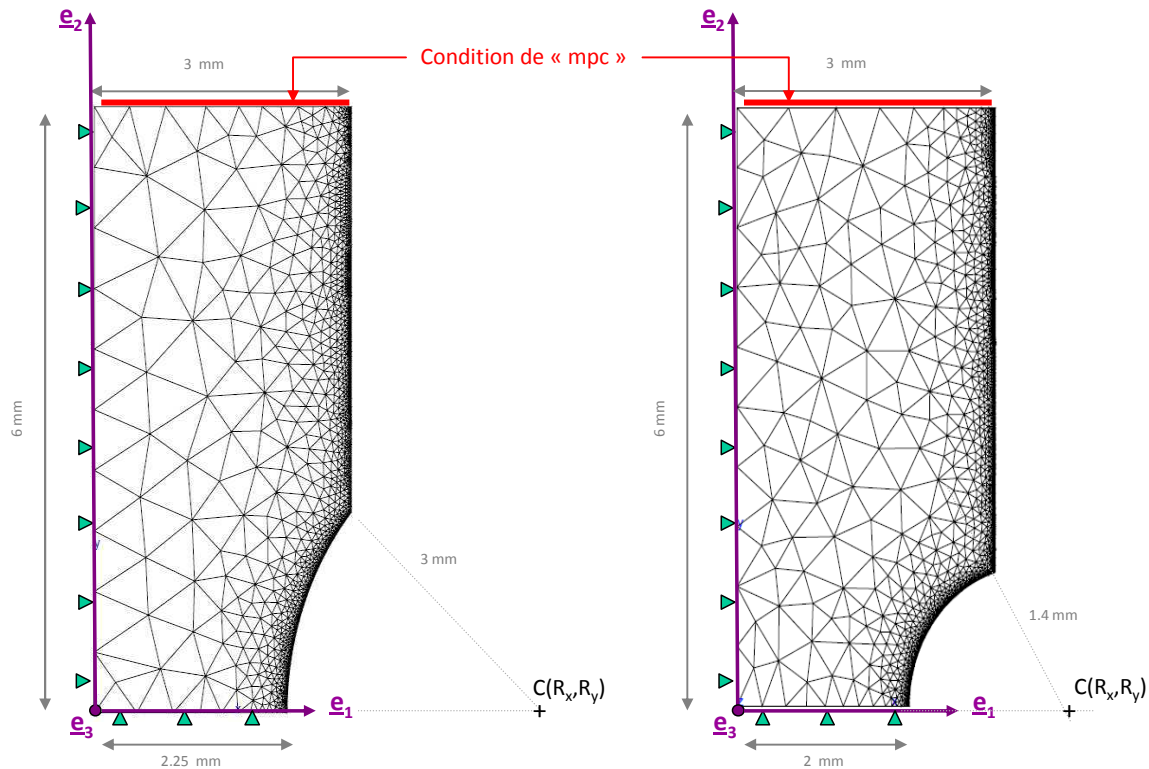 e2
e2
Condition de « mpc »
3 mm
3 mm
6 mm
6 mm
y
y
3 mm
1.4 mm
C(Rx,Ry)
C(Rx,Ry)
e3
e1
e3
e1
2.25 mm
2 mm